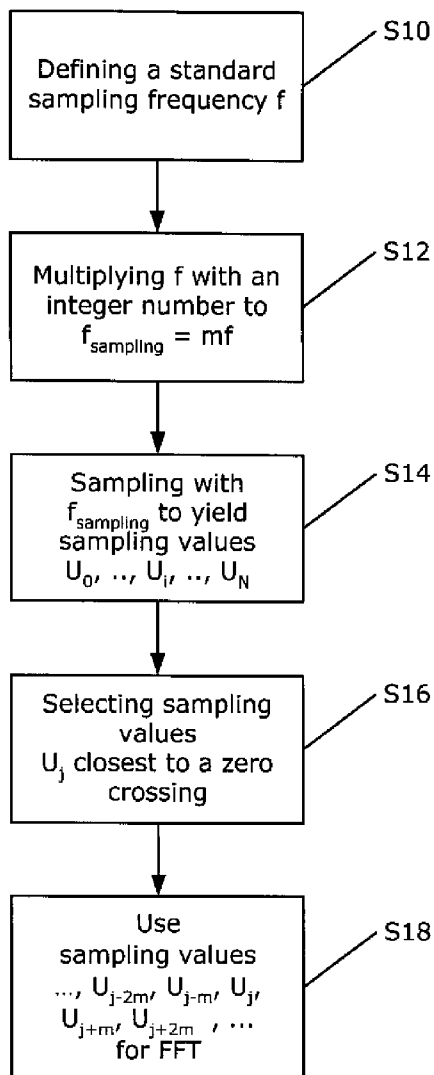 Defining a standard
sampling frequency f
S10
Multiplying f with an
integer number to
f_sampling = mf
S12
Sampling with
f_sampling to yield
sampling values
U_0, .., U_i, .., U_N
S14
Selecting sampling
values
U_j closest to a zero
crossing
S16
Use
sampling values
..., U_j-2m, U_j-m, U_j,
U_j+m, U_j+2m , ...
for FFT
S18